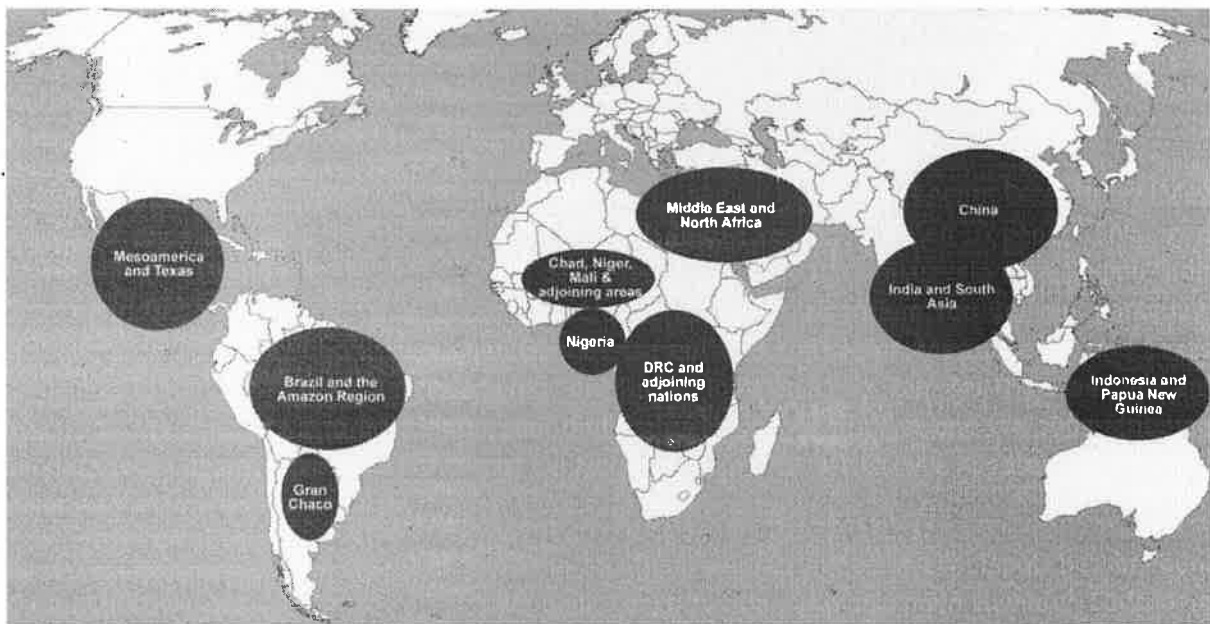 Mesoamerica
and Texas
Brazil and the
Amazon Region
Gran
Chaco
Chad, Niger,
Mali &
adjoining areas
Nigeria
DRC and
adjoining
nations
Middle East and
North Africa
China
India and South
Asia
Indonesia and
Papua New
Guinea